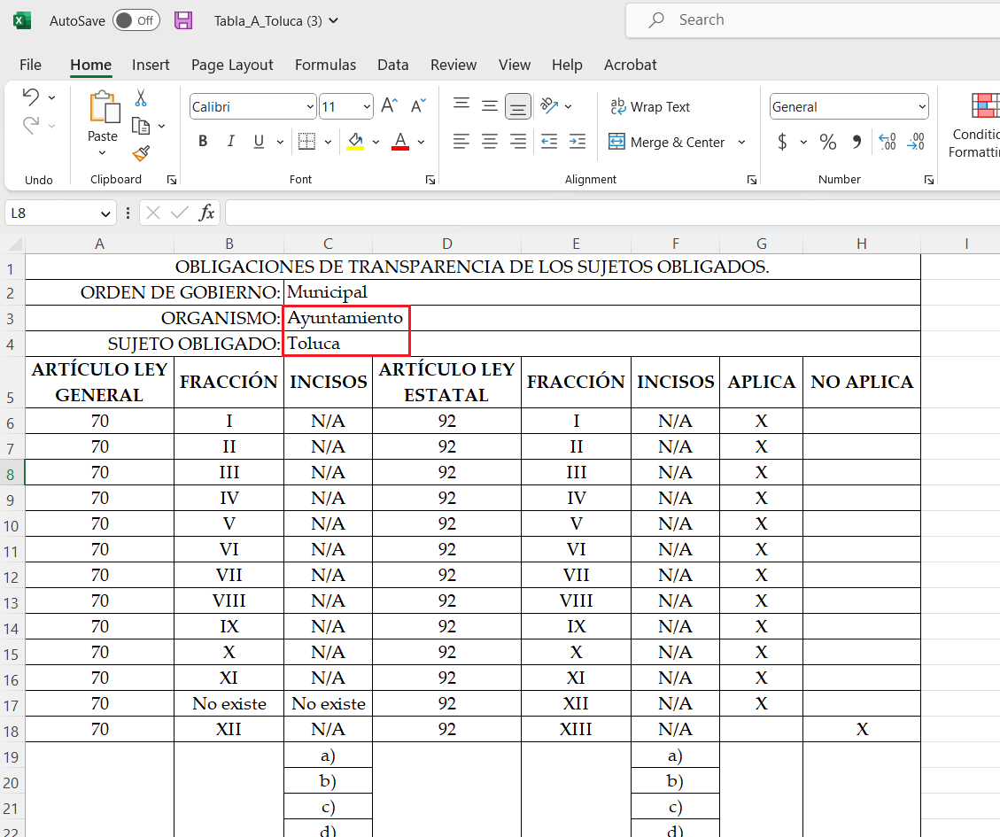 AutoSave Off Tabla_A_Toluca (3) Search
File Home Insert Page Layout Formulas Data Review View Help Acrobat
Calibri 11 Wrap Text General
Paste B I U A Merge & Center $ % Conditio
Formattin
Undo Clipboard Font Alignment Number
L8 fx
A B C D E F G H I
1 OBLIGACIONES DE TRANSPARENCIA DE LOS SUJETOS OBLIGADOS.
2 ORDEN DE GOBIERNO: Municipal
3 ORGANISMO: Ayuntamiento
4 SUJETO OBLIGADO: Toluca
5 ARTÍCULO LEY GENERAL FRACCIÓN INCISOS ARTÍCULO LEY ESTATAL FRACCIÓN INCISOS APLICA NO APLICA
6 70 I N/A 92 I N/A X
7 70 II N/A 92 II N/A X
8 70 III N/A 92 III N/A X
9 70 IV N/A 92 IV N/A X
10 70 V N/A 92 V N/A X
11 70 VI N/A 92 VI N/A X
12 70 VII N/A 92 VII N/A X
13 70 VIII N/A 92 VIII N/A X
14 70 IX N/A 92 IX N/A X
15 70 X N/A 92 X N/A X
16 70 XI N/A 92 XI N/A X
17 70 No existe No existe 92 XII N/A X
18 70 XII N/A 92 XIII N/A X
19 a) a)
20 b) b)
21 c) c)
22 d) d)